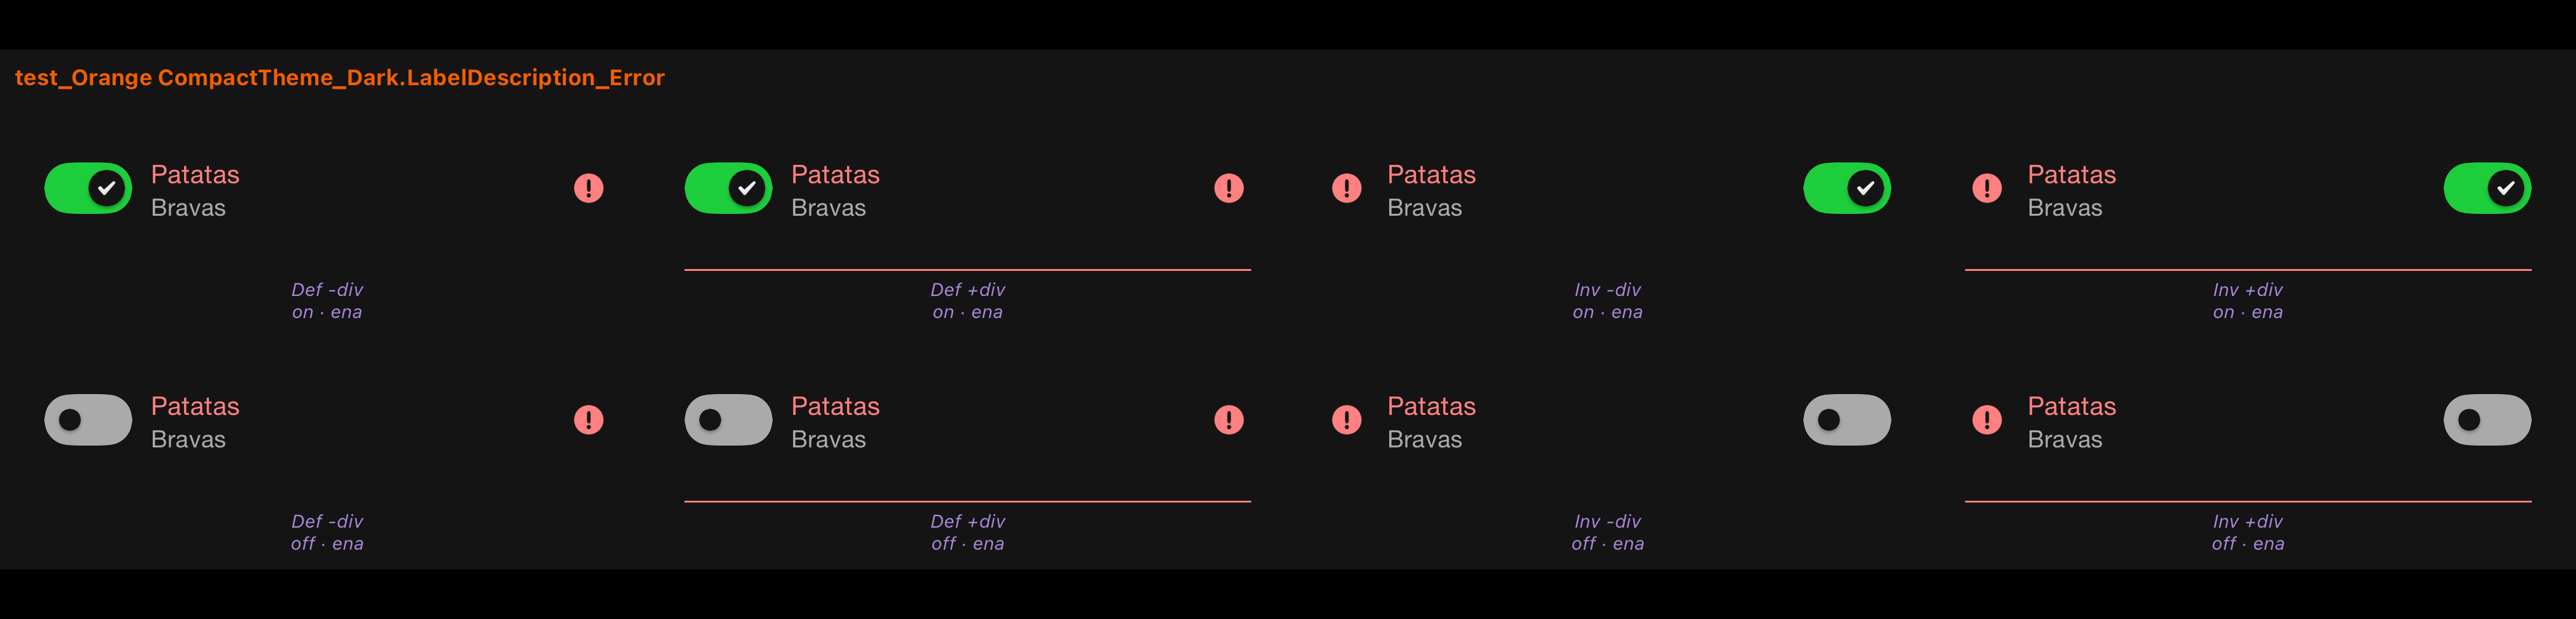 test_Orange CompactTheme_Dark.LabelDescription_Error
Patatas
Bravas
Def -div
on · ena
Patatas
Bravas
Def +div
on · ena
Patatas
Bravas
Inv -div
on · ena
Patatas
Bravas
Inv +div
on · ena
Patatas
Bravas
Def -div
off · ena
Patatas
Bravas
Def +div
off · ena
Patatas
Bravas
Inv -div
off · ena
Patatas
Bravas
Inv +div
off · ena